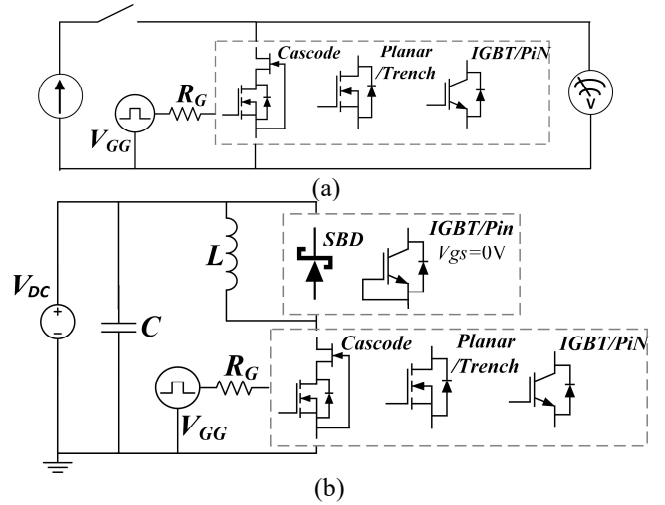 Cascode
Planar
/Trench
IGBT/PiN
R_G
V_GG
V
(a)
IGBT/Pin
SBD
Vgs=0V
L
V_DC
+
−
C
Cascode
Planar
/Trench
IGBT/PiN
R_G
V_GG
(b)